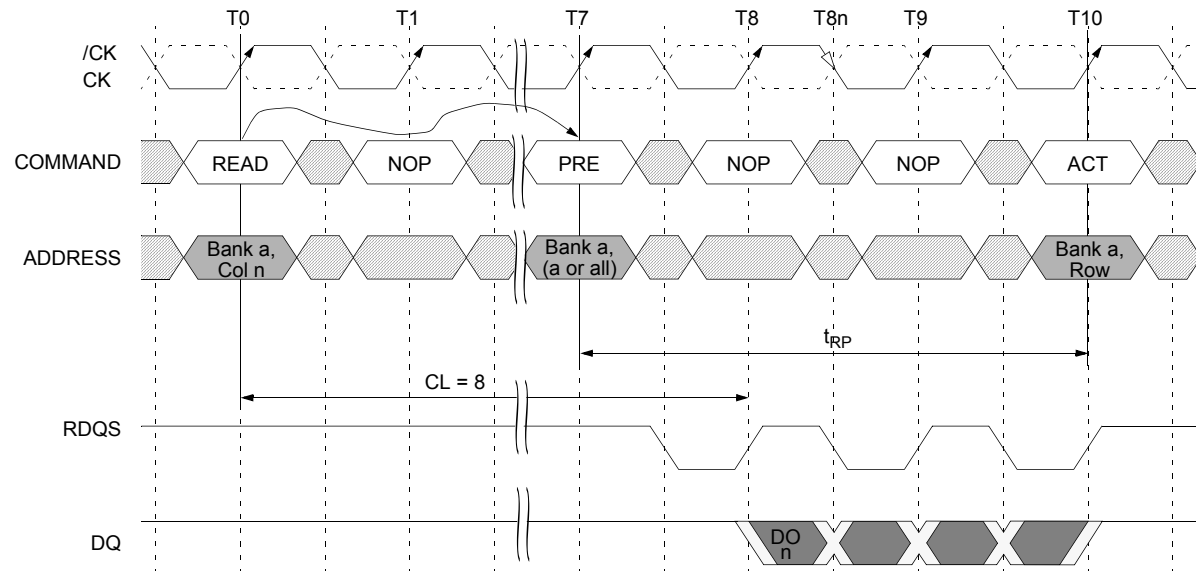 T0 T1 T7 T8 T8n T9 T10
/CK
CK
COMMAND READ NOP PRE NOP NOP ACT
ADDRESS Bank a, Col n Bank a, (a or all) Bank a, Row
tRP
CL = 8
RDQS
DQ DO n